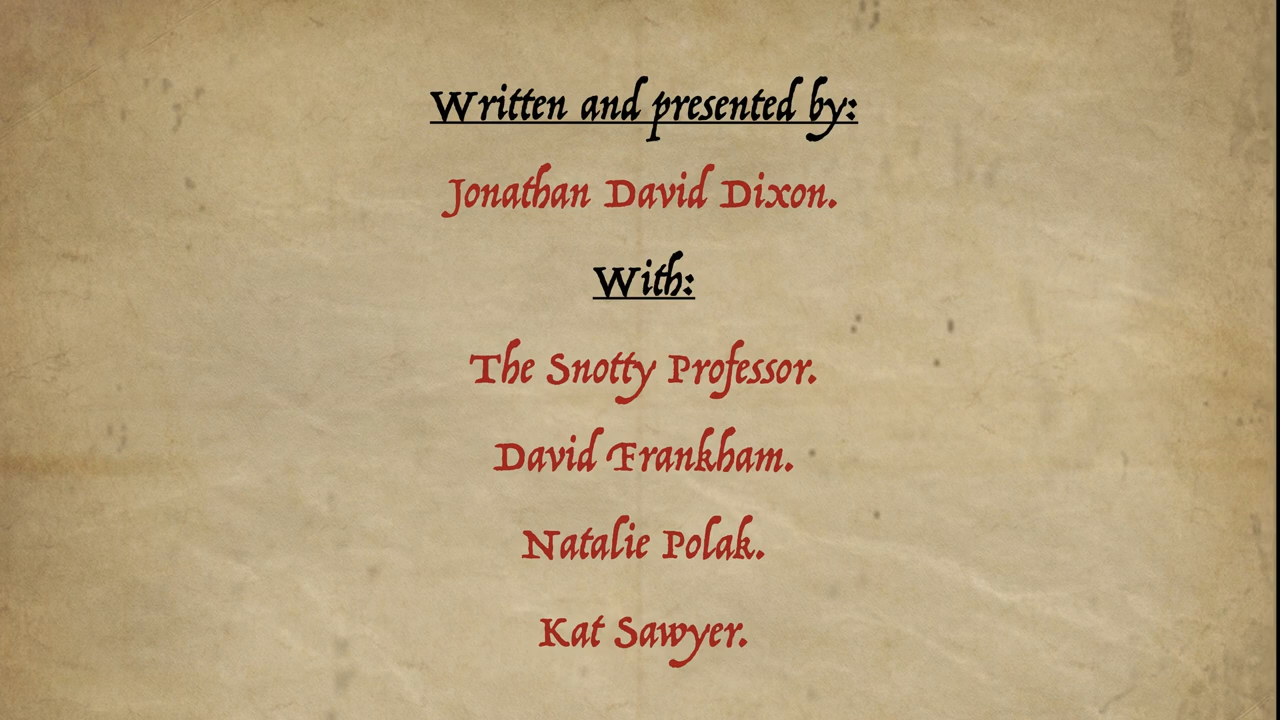 Written and presented by:
Jonathan David Dixon.
With:
The Snotty Professor.
David Frankham.
Natalie Polak.
Kat Sawyer.